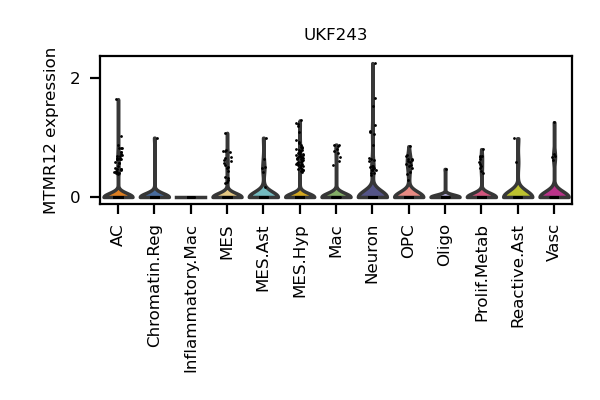 UKF243
MTMR12 expression
2
0
AC
Chromatin.Reg
Inflammatory.Mac
MES
MES.Ast
MES.Hyp
Mac
Neuron
OPC
Oligo
Prolif.Metab
Reactive.Ast
Vasc